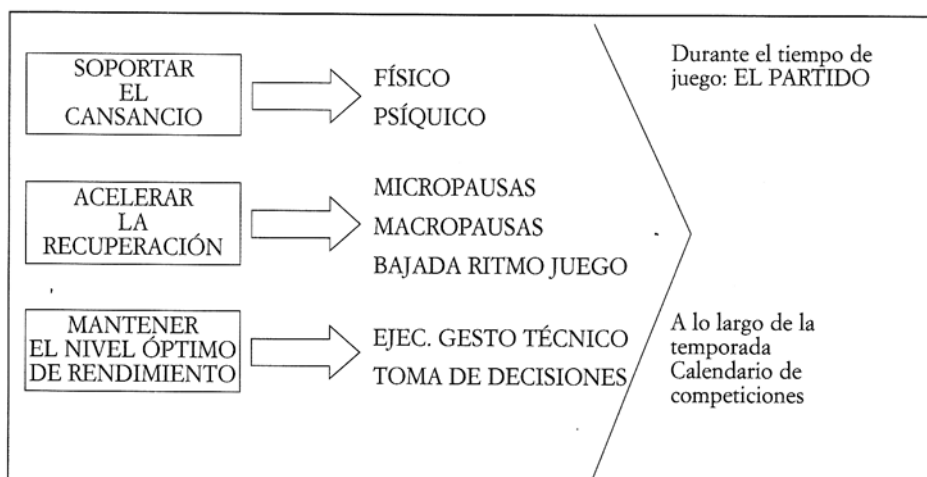 SOPORTAR
EL
CANSANCIO
FÍSICO
PSÍQUICO
Durante el tiempo de
juego: EL PARTIDO
ACELERAR
LA
RECUPERACIÓN
MICROPAUSAS
MACROPAUSAS
BAJADA RITMO JUEGO
MANTENER
EL NIVEL ÓPTIMO
DE RENDIMIENTO
EJEC. GESTO TÉCNICO
TOMA DE DECISIONES
A lo largo de la
temporada
Calendario de
competiciones